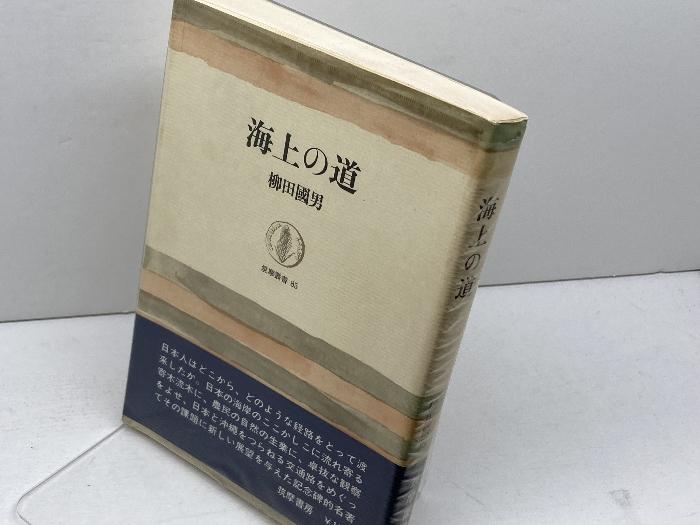 海上の道
柳田國男
筑摩叢書 85
日本人はどこから、どのような経路をとって渡
来したか。日本の海岸のここかしこに流れ寄る
寄木流木に、農民の自然の生業に、卓抜な観察
をよせ、日本と沖縄をつらねる交通路をめぐっ
てその課題に新しい展望を与えた記念碑的名著
筑摩書房
海上の道